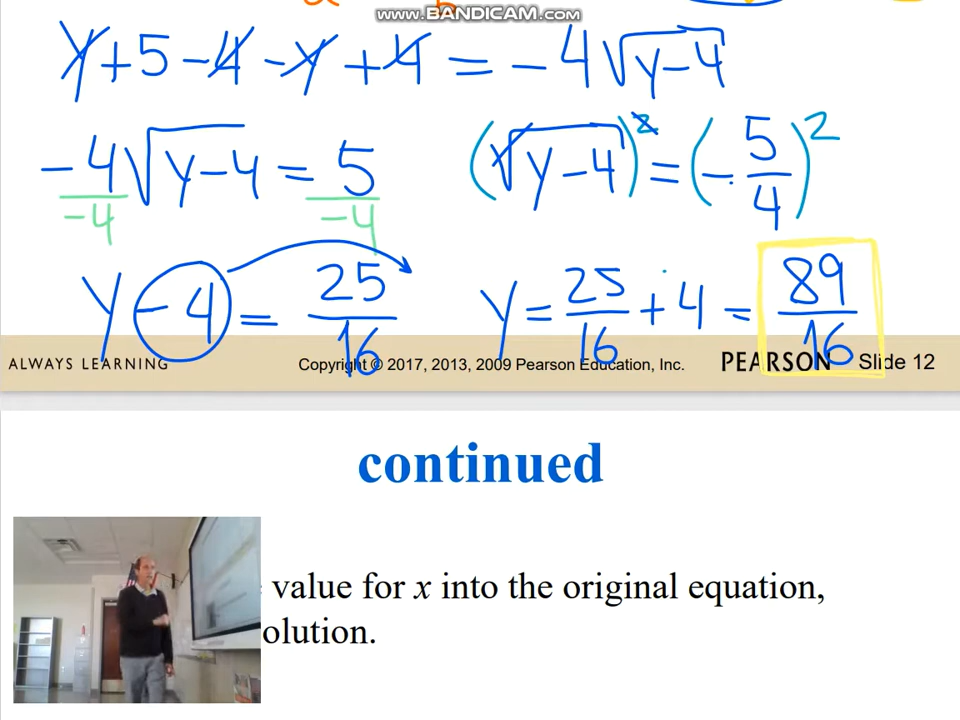 www.BANDICAM.com
y + 5 - 4 - y + 4 = -4√(y-4)
-4√(y-4) = 5
-4 -4
(√(y-4))² = (-5/4)²
y - 4 = 25/16
y = 25/16 + 4 = 89/16
ALWAYS LEARNING Copyright © 2017, 2013, 2009 Pearson Education, Inc. PEARSON Slide 12
continued
value for x into the original equation,
olution.